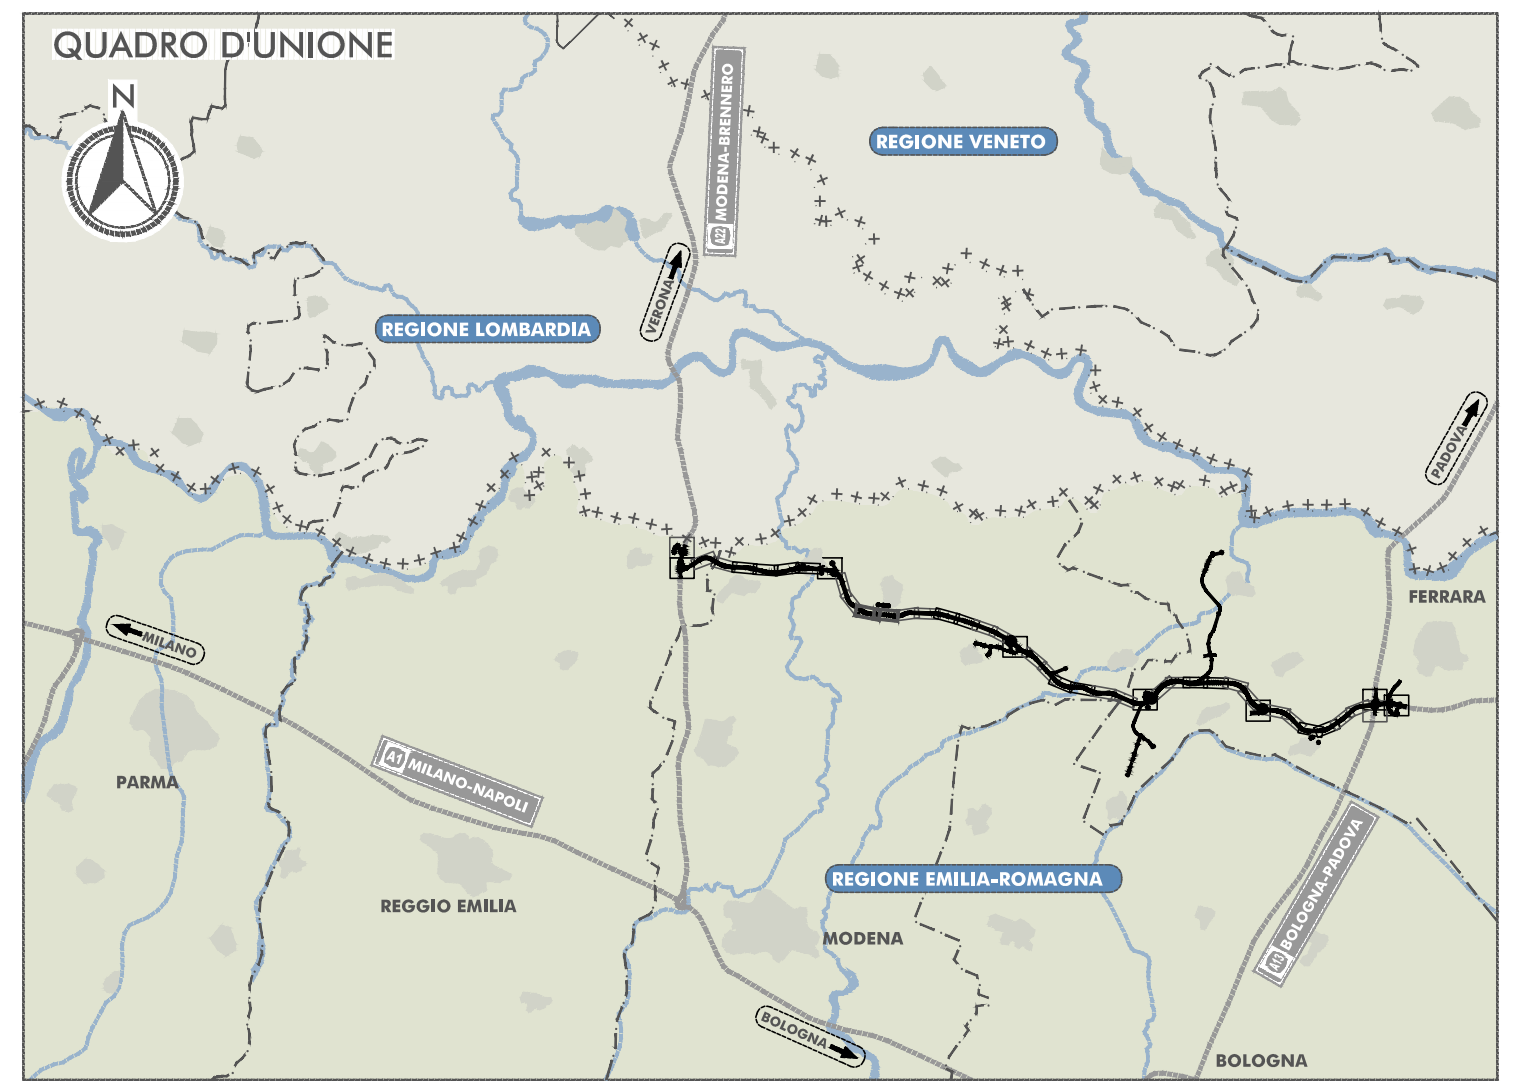 QUADRO D'UNIONE
N
A22 MODENA-BRENNERO
REGIONE VENETO
VERONA
REGIONE LOMBARDIA
PADOVA
FERRARA
MILANO
PARMA
A1 MILANO-NAPOLI
REGIONE EMILIA-ROMAGNA
A13 BOLOGNA-PADOVA
REGGIO EMILIA
MODENA
BOLOGNA
BOLOGNA